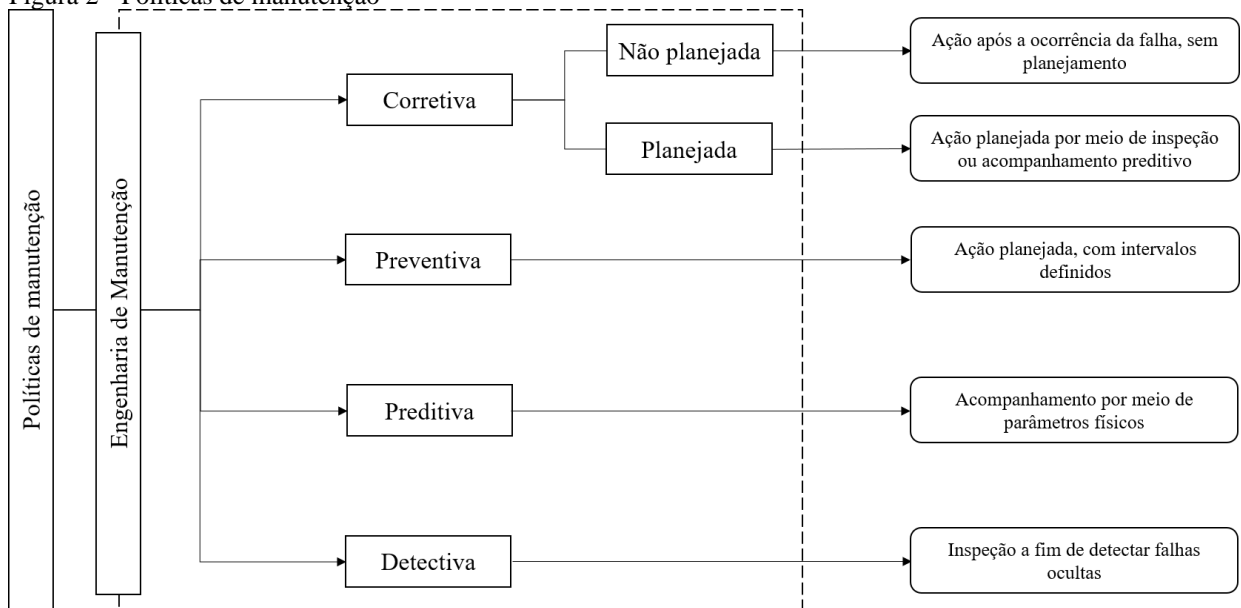 Figura 2 - Políticas de manutenção
Políticas de manutenção
Engenharia de Manutenção
Corretiva
Não planejada
Ação após a ocorrência da falha, sem
planejamento
Planejada
Ação planejada por meio de inspeção
ou acompanhamento preditivo
Preventiva
Ação planejada, com intervalos
definidos
Preditiva
Acompanhamento por meio de
parâmetros físicos
Detectiva
Inspeção a fim de detectar falhas
ocultas